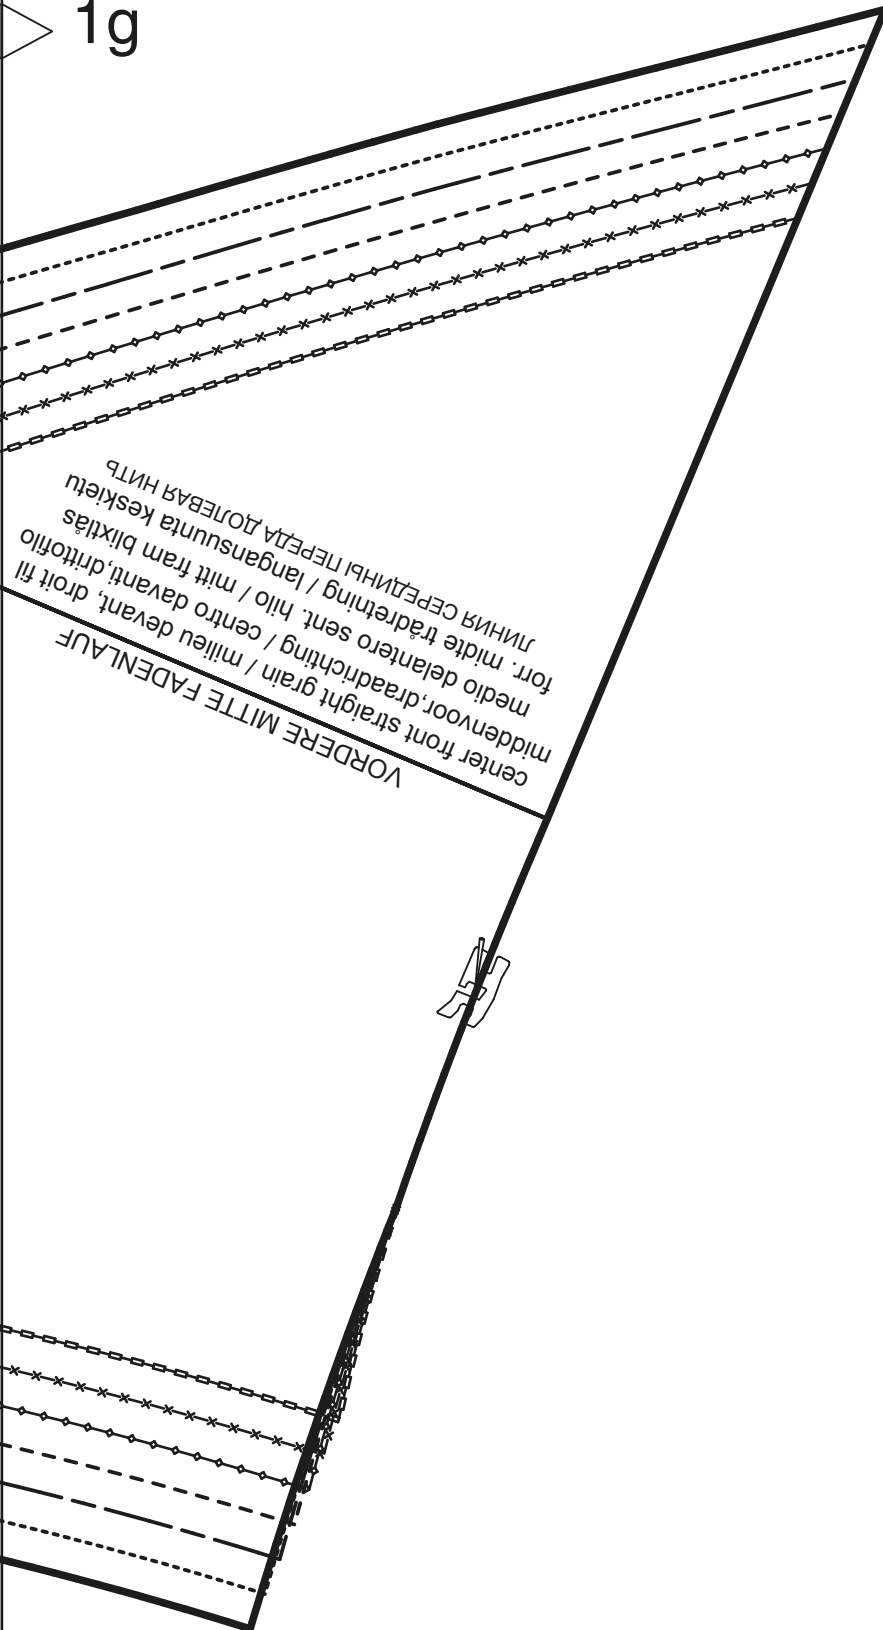 1g
VORDERE MITTE FADENLAUF
center front straight grain / milieu devant, droit fil
middenvoor,draadrichting / centro davanti,drittofilo
medio delantero sent. hilo / mitt fram blixtlås
forr. midte trådretning / langansuunta keskietu
ЛИНИЯ СЕРЕДИНЫ ПЕРЕДА ДОЛЕВАЯ НИТЬ